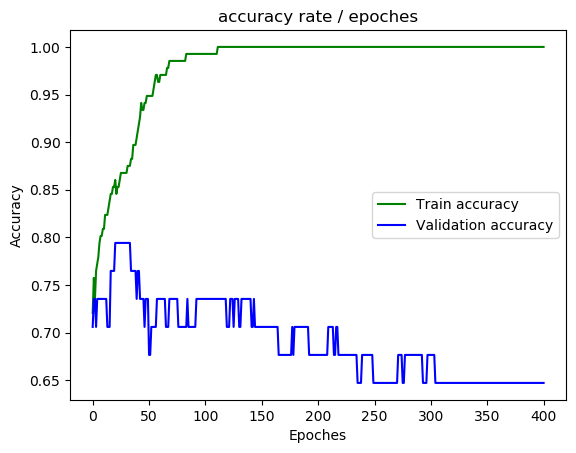 accuracy rate / epoches
1.00
0.95
0.90
0.85
0.80
0.75
0.70
0.65
Accuracy
Train accuracy
Validation accuracy
0 50 100 150 200 250 300 350 400
Epoches